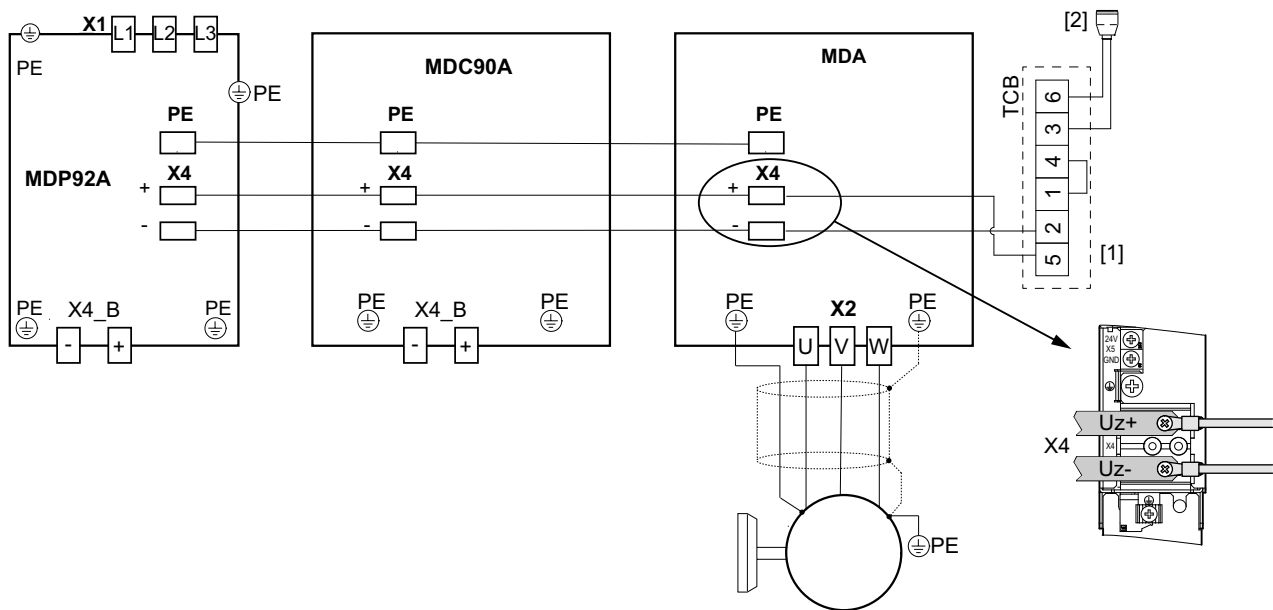 X1
L1
L2
L3
PE
PE
MDP92A
PE
X4
+
-
PE
X4_B
PE
-
+
MDC90A
PE
X4
+
-
PE
X4_B
PE
-
+
MDA
PE
X4
+
-
PE
X2
PE
U
V
W
PE
[2]
TCB
6
3
4
1
2
5
[1]
24V
X5
GND
Uz+
X4
X4
Uz-